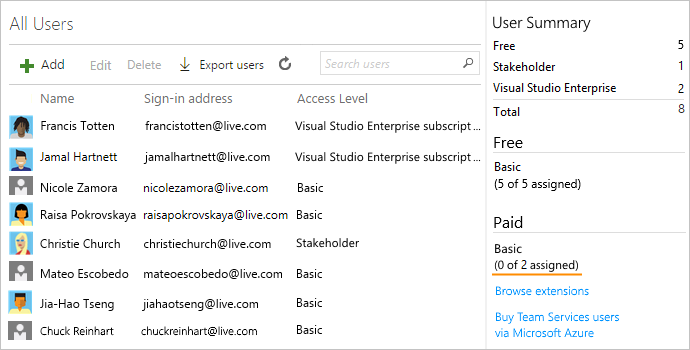 All Users
Add Edit Delete Export users Search users
Name Sign-in address Access Level
Francis Totten francistotten@live.com Visual Studio Enterprise subscript ...
Jamal Hartnett jamalhartnett@live.com Visual Studio Enterprise subscript ...
Nicole Zamora nicolezamora@live.com Basic
Raisa Pokrovskaya raisapokrovskaya@live.com Basic
Christie Church christiechurch@live.com Stakeholder
Mateo Escobedo mateoescobedo@live.com Basic
Jia-Hao Tseng jiahaotseng@live.com Basic
Chuck Reinhart chuckreinhart@live.com Basic
User Summary
Free 5
Stakeholder 1
Visual Studio Enterprise 2
Total 8
Free
Basic
(5 of 5 assigned)
Paid
Basic
(0 of 2 assigned)
Browse extensions
Buy Team Services users
via Microsoft Azure